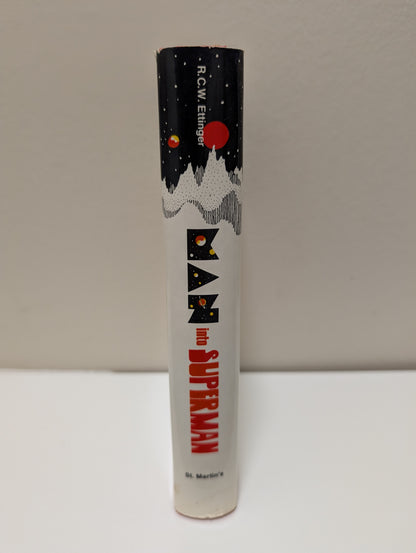 R.C.W. Ettinger
MAN into SUPERMAN
St. Martin's